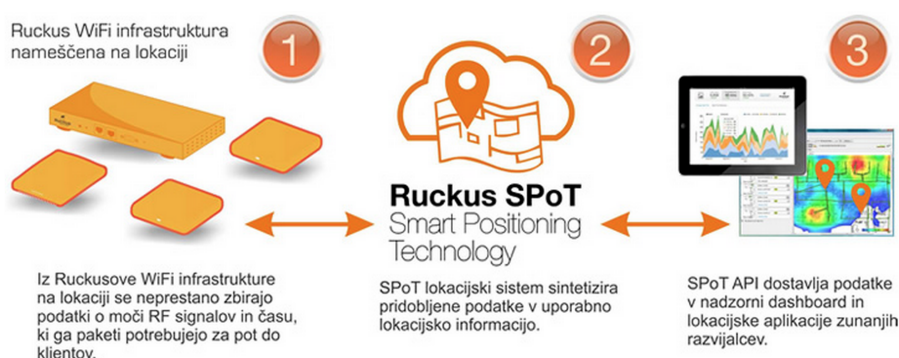 Ruckus WiFi infrastruktura
nameščena na lokaciji
1
Iz Ruckusove WiFi infrastrukture
na lokaciji se neprestano zbirajo
podatki o moči RF signalov in času,
ki ga paketi potrebujejo za pot do
klientov.
2
Ruckus SPoT
Smart Positioning
Technology
SPoT lokacijski sistem sintetizira
pridobljene podatke v uporabno
lokacijsko informacijo.
3
SPoT API dostavlja podatke
v nadzorni dashboard in
lokacijske aplikacije zunanjih
razvijalcev.